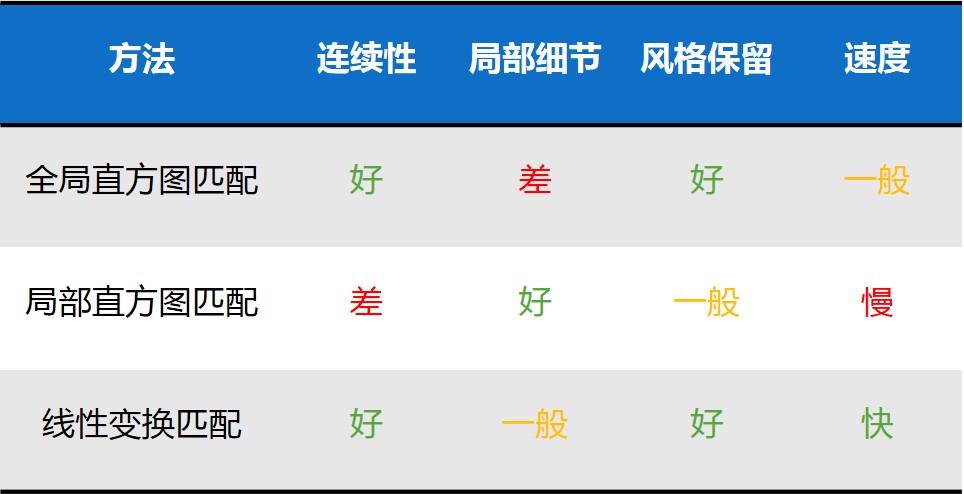 方法 连续性 局部细节 风格保留 速度
全局直方图匹配 好 差 好 一般
局部直方图匹配 差 好 一般 慢
线性变换匹配 好 一般 好 快